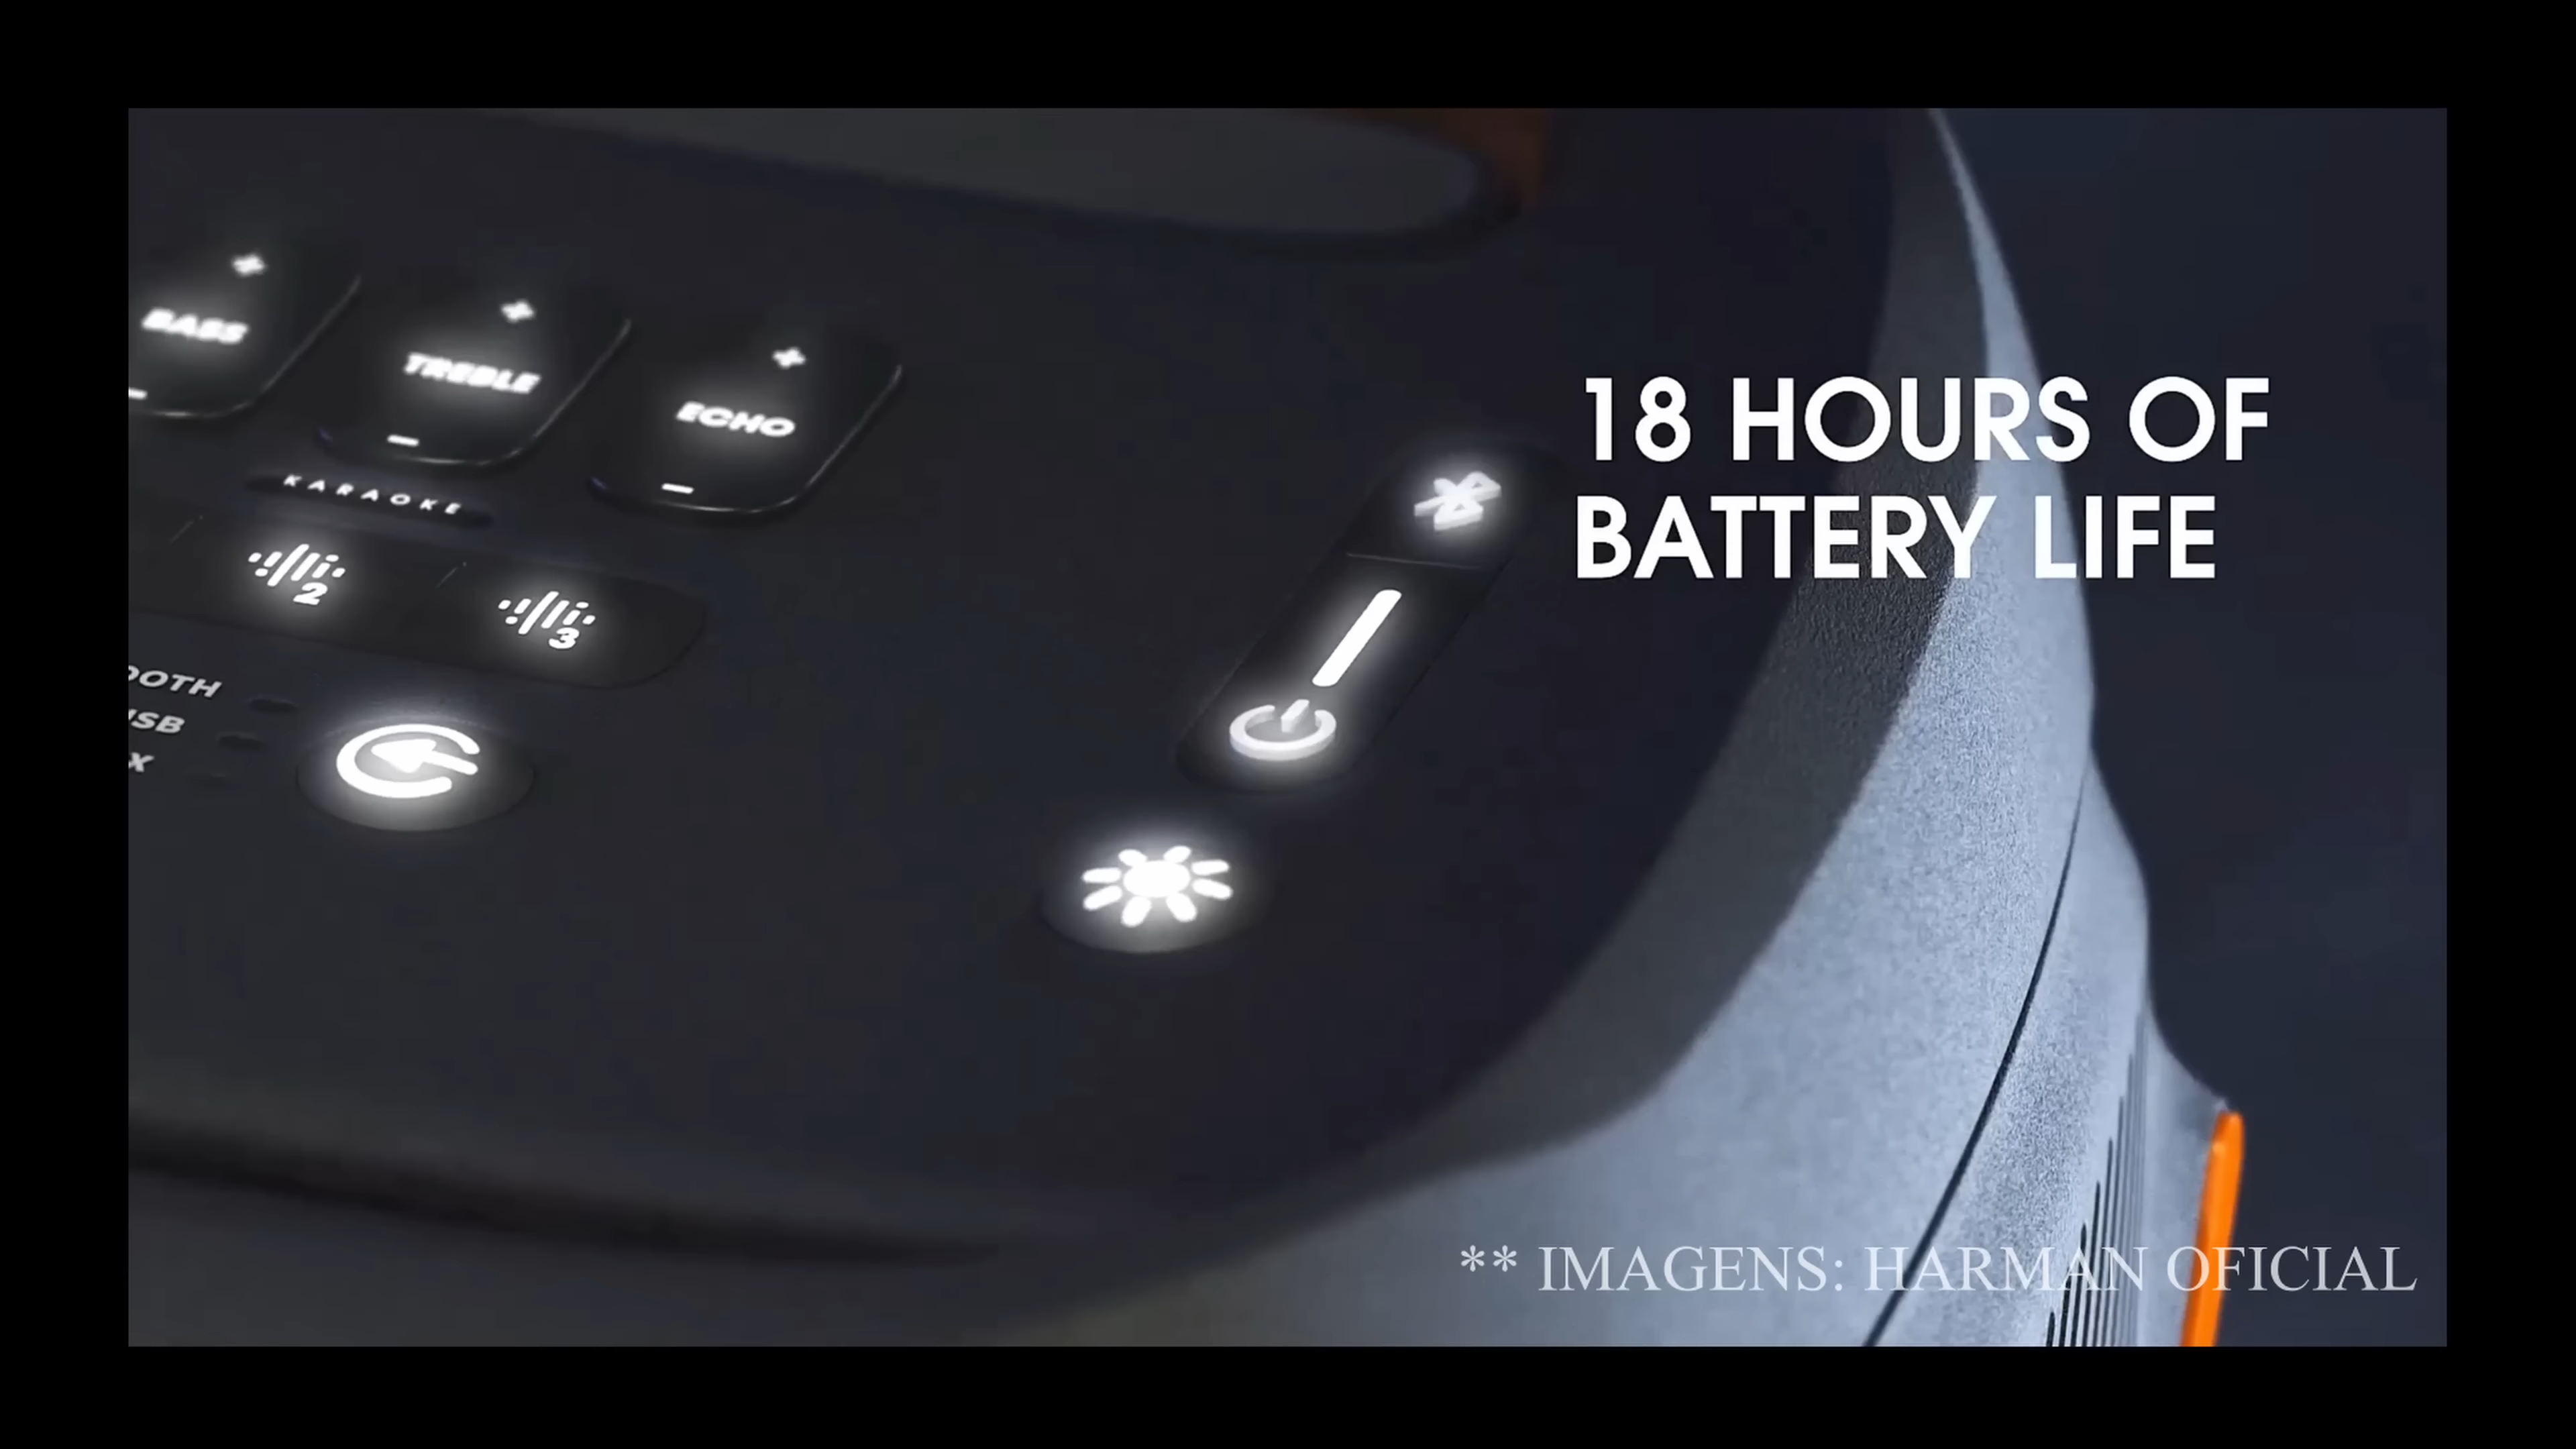 BASS
TREBLE
ECHO
KARAOKE
2
3
18 HOURS OF
BATTERY LIFE
** IMAGENS: HARMAN OFICIAL